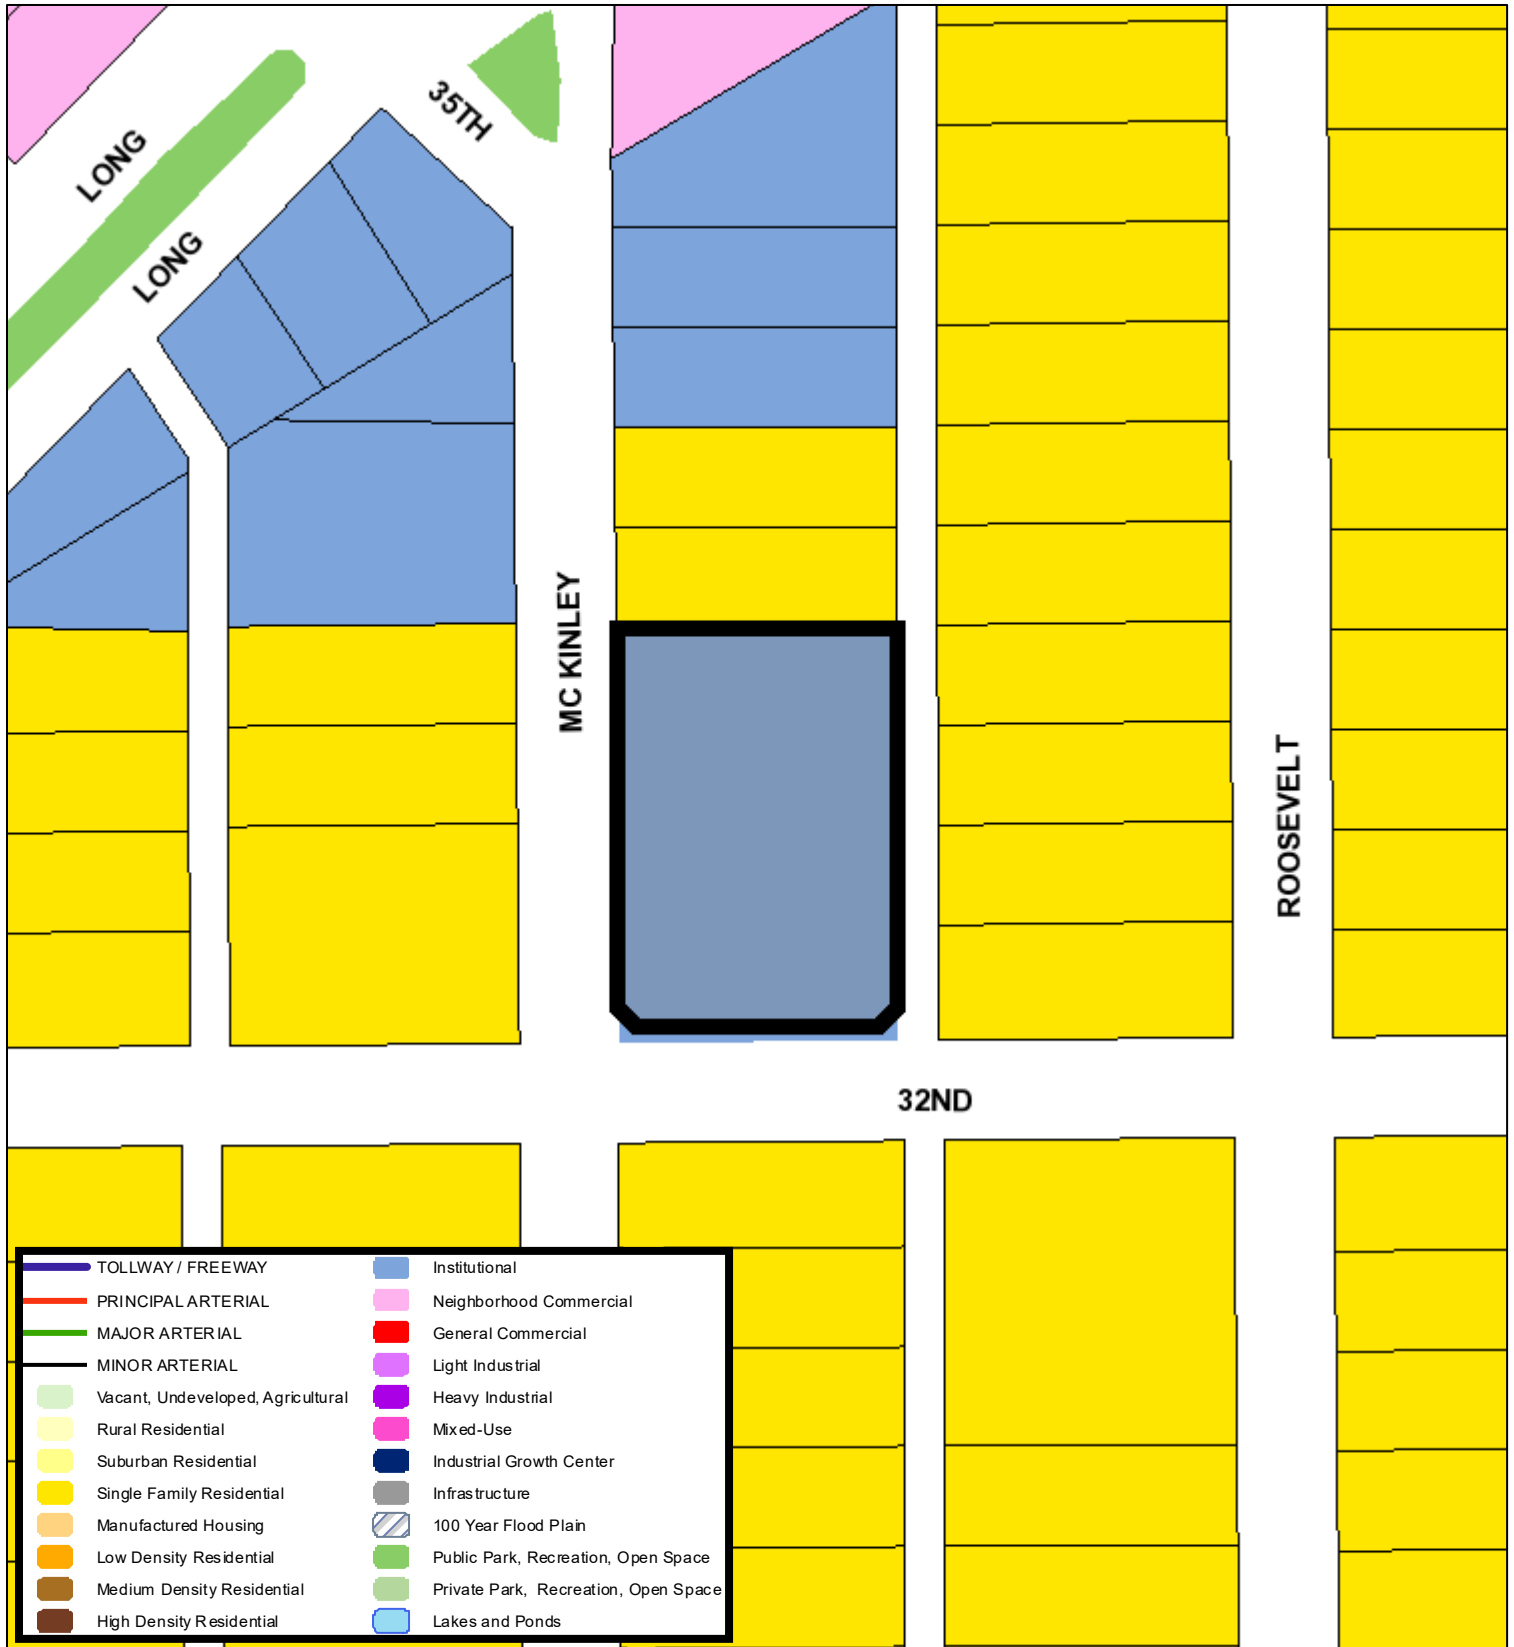 35TH
LONG
LONG
MC KINLEY
ROOSEVELT
32ND
TOLLWAY / FREEWAY
PRINCIPAL ARTERIAL
MAJOR ARTERIAL
MINOR ARTERIAL
Vacant, Undeveloped, Agricultural
Rural Residential
Suburban Residential
Single Family Residential
Manufactured Housing
Low Density Residential
Medium Density Residential
High Density Residential
Institutional
Neighborhood Commercial
General Commercial
Light Industrial
Heavy Industrial
Mixed-Use
Industrial Growth Center
Infrastructure
100 Year Flood Plain
Public Park, Recreation, Open Space
Private Park, Recreation, Open Space
Lakes and Ponds